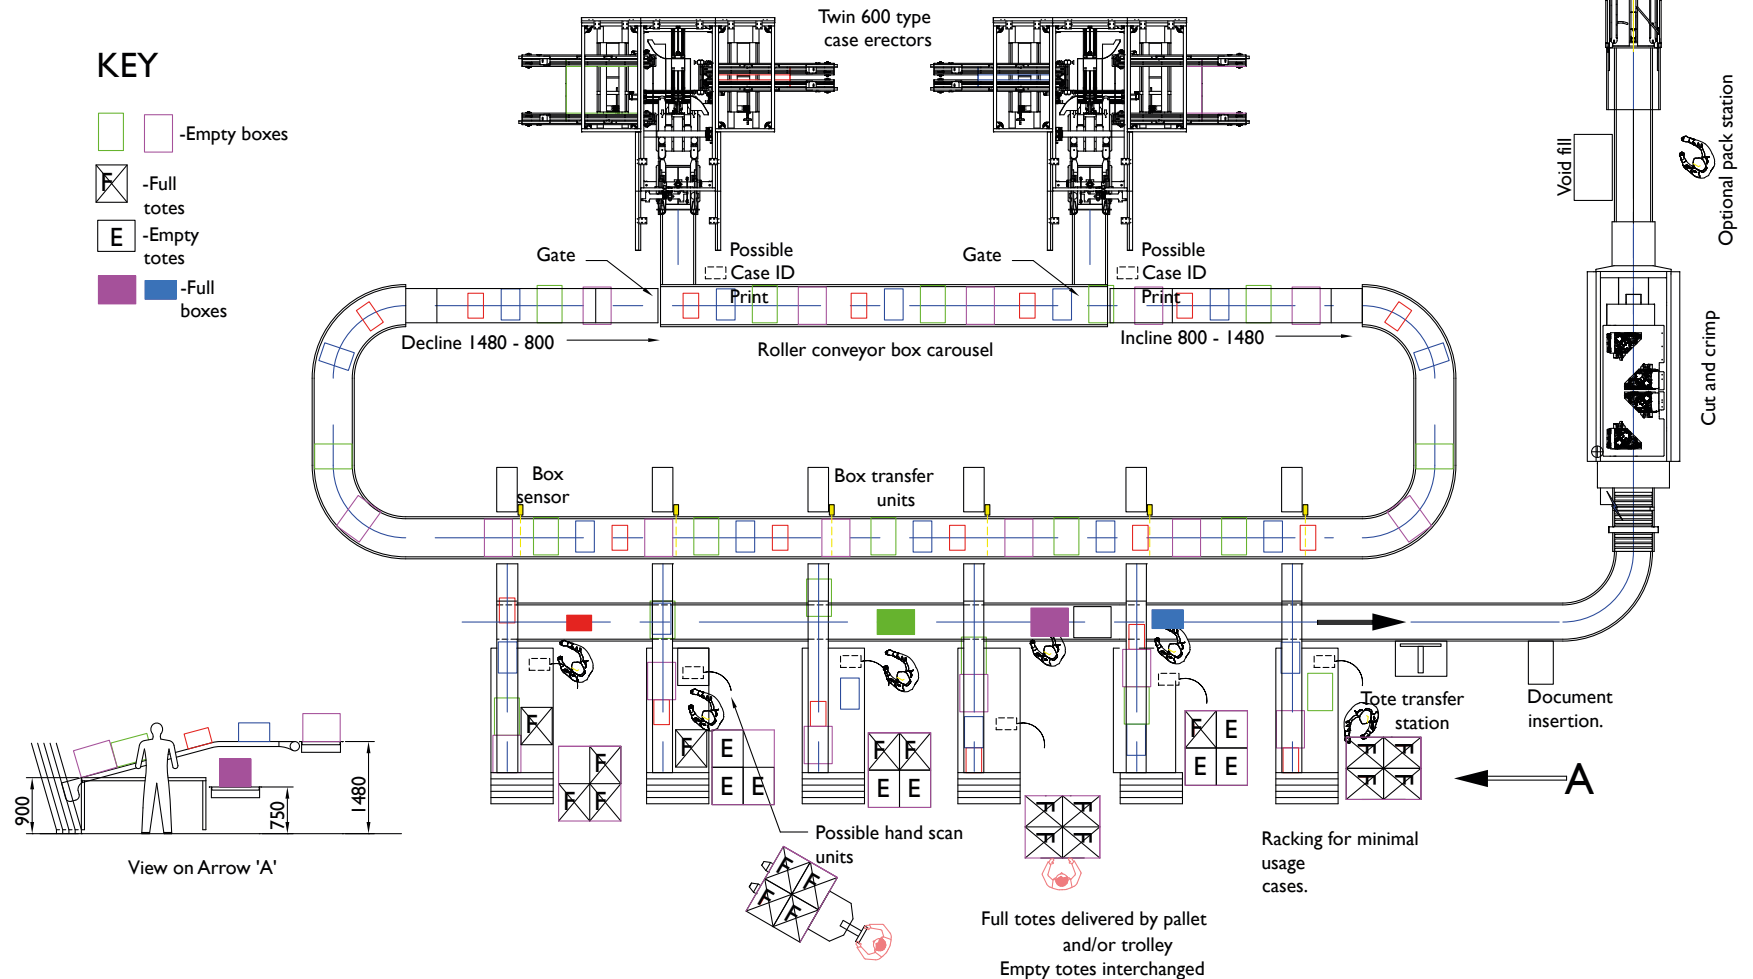 Twin 600 type
case erectors
KEY
-Empty boxes
F
-Full
totes
E
-Empty
totes
-Full
boxes
Gate
Possible
Case ID
Print
Gate
Possible
Case ID
Print
Decline 1480 - 800
Roller conveyor box carousel
Incline 800 - 1480
Void fill
Optional pack station
Cut and crimp
Box
sensor
Box transfer
units
Tote transfer
station
Document
insertion.
F
F
F
F
F
E
E
E
F
F
E
E
F
F
F
F
F
E
E
E
F
F
F
F
A
900
750
1480
View on Arrow 'A'
Possible hand scan
units
F
F
F
F
Racking for minimal
usage
cases.
Full totes delivered by pallet
and/or trolley
Empty totes interchanged